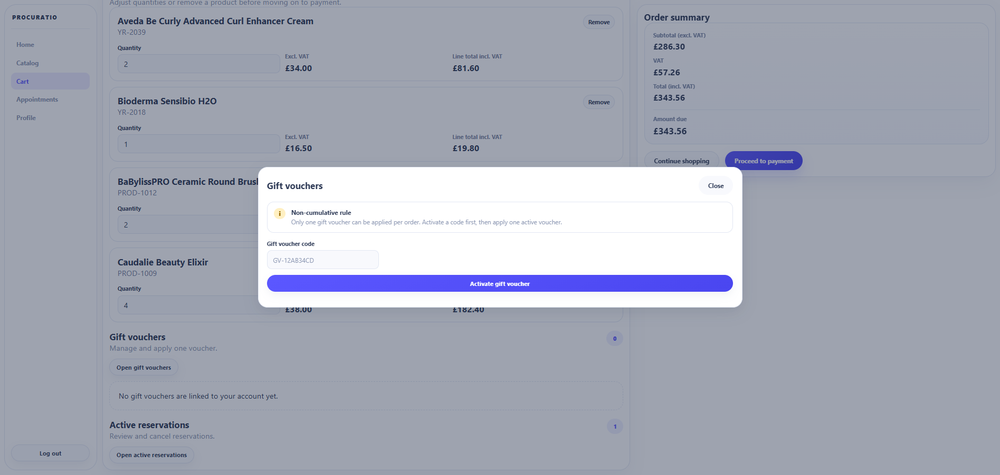 PROCURATIO
Home
Catalog
Cart
Appointments
Profile
Log out
Adjust quantities or remove a product before moving on to payment.
Aveda Be Curly Advanced Curl Enhancer Cream
YR-2039
Remove
Quantity
2
Excl. VAT
£34.00
Line total incl. VAT
£81.60
Bioderma Sensibio H2O
YR-2018
Remove
Quantity
1
Excl. VAT
£16.50
Line total incl. VAT
£19.80
BaBylissPRO Ceramic Round Brush
PROD-1012
Quantity
2
Caudalie Beauty Elixir
PROD-1009
Quantity
4
£38.00
£182.40
Gift vouchers
0
Manage and apply one voucher.
Open gift vouchers
No gift vouchers are linked to your account yet.
Active reservations
1
Review and cancel reservations.
Open active reservations
Order summary
Subtotal (excl. VAT)
£286.30
VAT
£57.26
Total (incl. VAT)
£343.56
Amount due
£343.56
Continue shopping
Proceed to payment
Gift vouchers
Close
Non-cumulative rule
Only one gift voucher can be applied per order. Activate a code first, then apply one active voucher.
Gift voucher code
GV-12AB34CD
Activate gift voucher